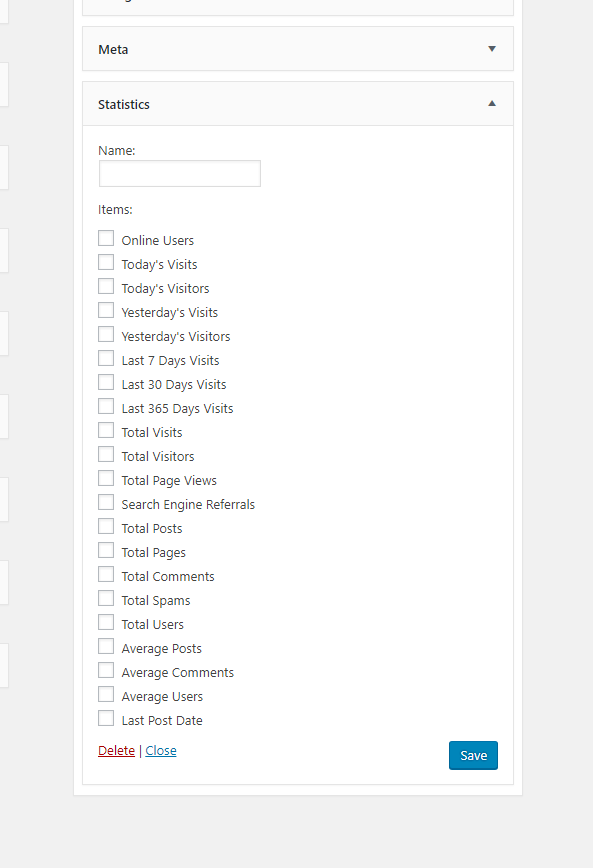 Meta
Statistics
Name:
Items:
Online Users
Today's Visits
Today's Visitors
Yesterday's Visits
Yesterday's Visitors
Last 7 Days Visits
Last 30 Days Visits
Last 365 Days Visits
Total Visits
Total Visitors
Total Page Views
Search Engine Referrals
Total Posts
Total Pages
Total Comments
Total Spams
Total Users
Average Posts
Average Comments
Average Users
Last Post Date
Delete | Close
Save